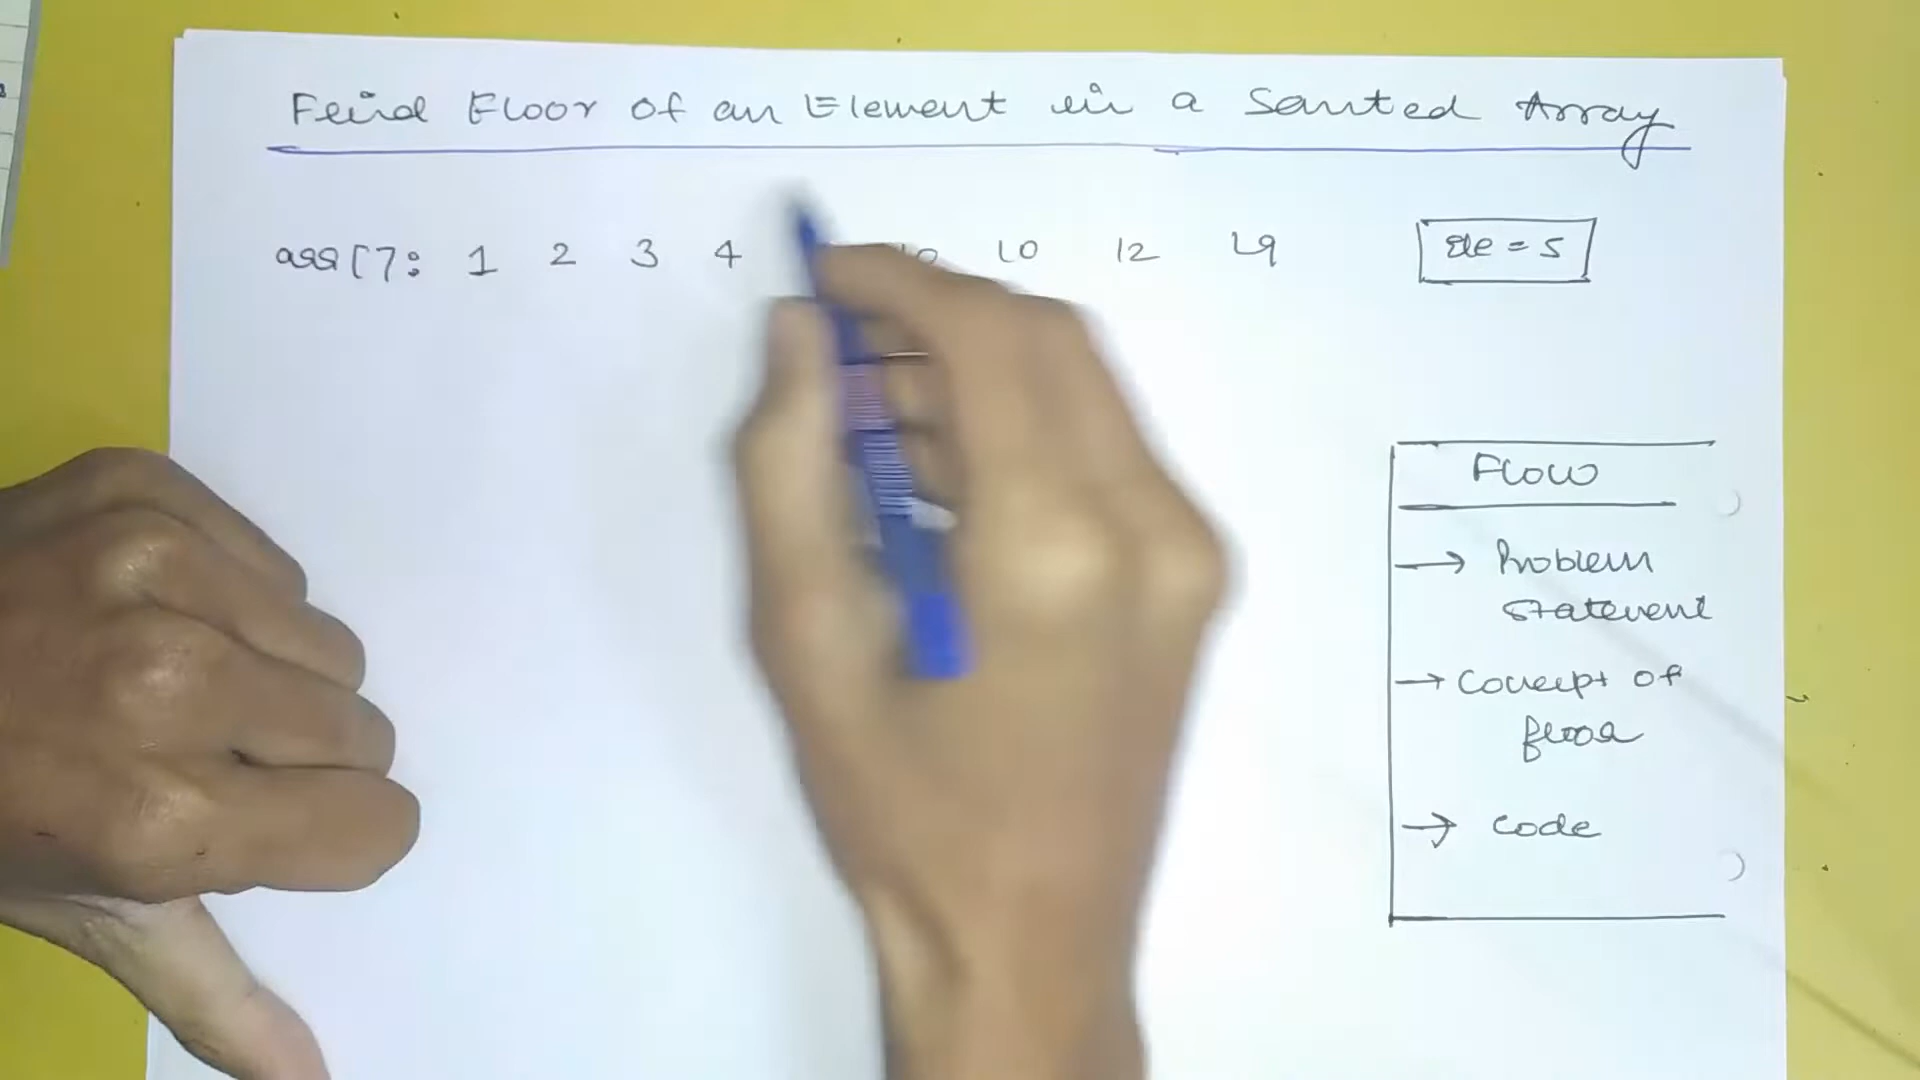 Find Floor of an Element in a Sorted Array
arr[]: 1 2 3 4 10 10 12 19
ele = 5
Flow
→ Problem
statement
→ Concept of
floor
→ code